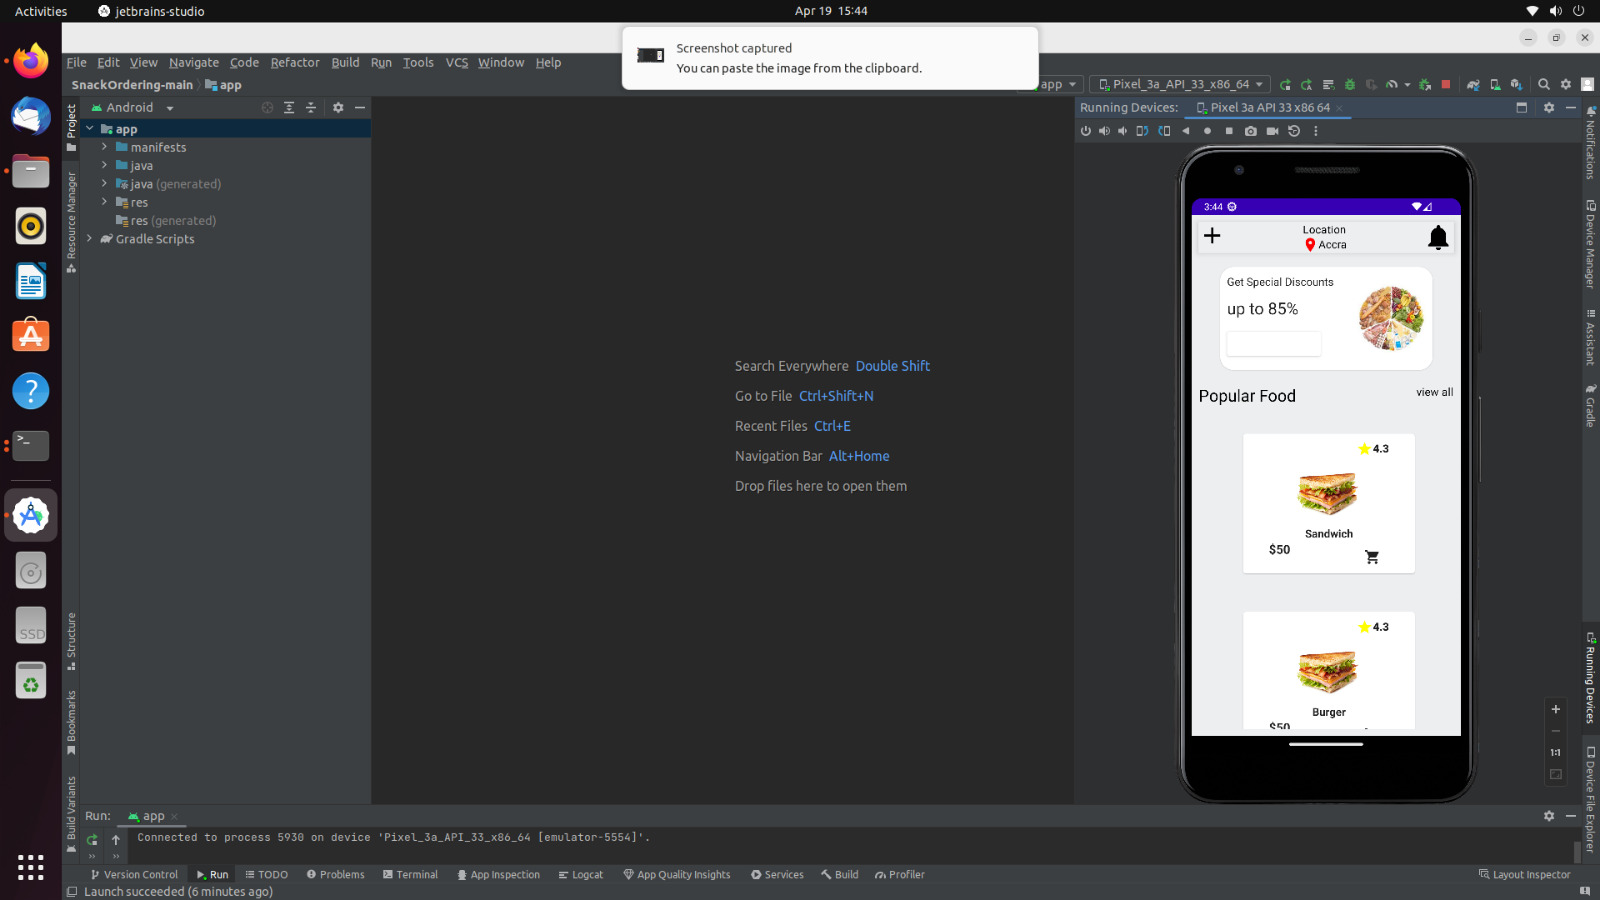 Activities
jetbrains-studio
Apr 19 15:44
Screenshot captured
You can paste the image from the clipboard.
File Edit View Navigate Code Refactor Build Run Tools VCS Window Help
SnackOrdering-main app
app
Pixel_3a_API_33_x86_64
Android
Running Devices:
Pixel 3a API 33 x86 64
Project
Resource Manager
Structure
Bookmarks
Build Variants
app
manifests
java
java (generated)
res
res (generated)
Gradle Scripts
Search Everywhere Double Shift
Go to File Ctrl+Shift+N
Recent Files Ctrl+E
Navigation Bar Alt+Home
Drop files here to open them
3:44
Location
Accra
Get Special Discounts
up to 85%
Popular Food
view all
4.3
Sandwich
$50
4.3
Burger
$50
1:1
Notifications
Device Manager
Assistant
Gradle
Running Devices
Device File Explorer
SSD
Run:
app
Connected to process 5930 on device 'Pixel_3a_API_33_x86_64 [emulator-5554]'.
Version Control Run TODO Problems Terminal App Inspection Logcat App Quality Insights Services Build Profiler
Layout Inspector
Launch succeeded (6 minutes ago)